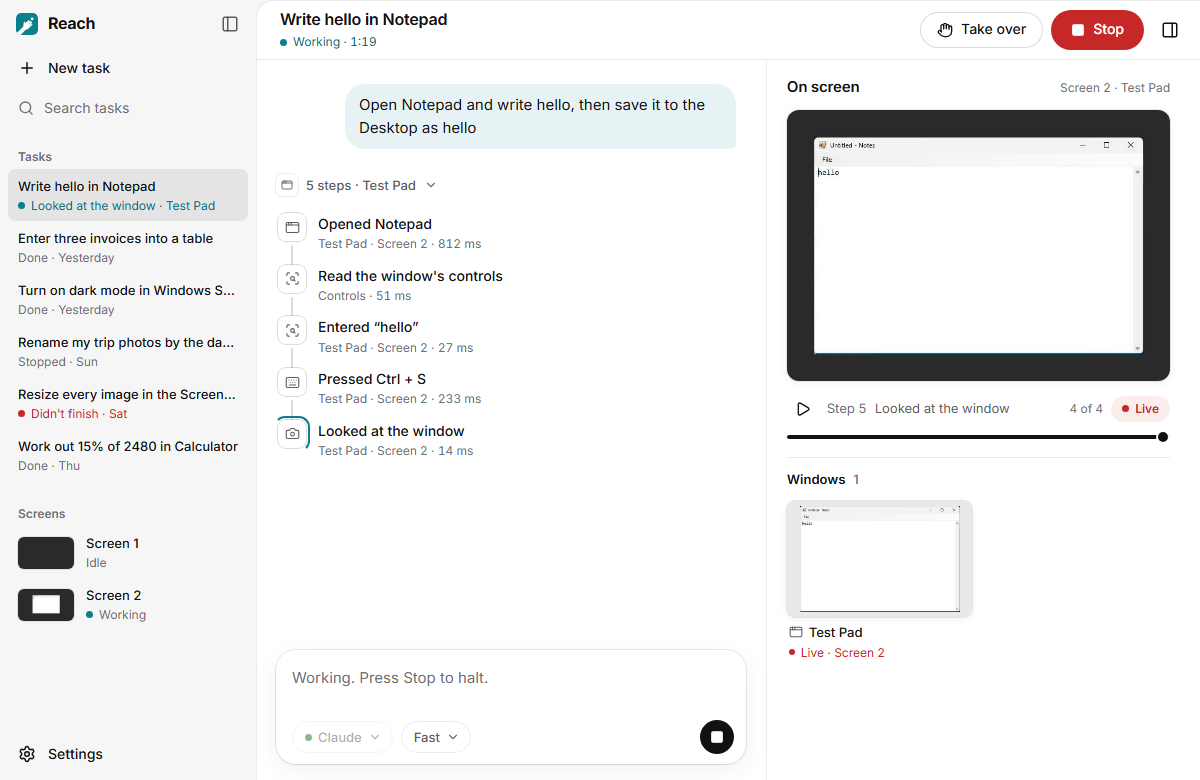 Reach
New task
Search tasks
Tasks
Write hello in Notepad
Looked at the window · Test Pad
Enter three invoices into a table
Done · Yesterday
Turn on dark mode in Windows S...
Done · Yesterday
Rename my trip photos by the da...
Stopped · Sun
Resize every image in the Screen...
Didn't finish · Sat
Work out 15% of 2480 in Calculator
Done · Thu
Screens
Screen 1
Idle
Screen 2
Working
Settings
Write hello in Notepad
Working · 1:19
Take over
Stop
Open Notepad and write hello, then save it to the
Desktop as hello
5 steps · Test Pad
Opened Notepad
Test Pad · Screen 2 · 812 ms
Read the window's controls
Controls · 51 ms
Entered “hello”
Test Pad · Screen 2 · 27 ms
Pressed Ctrl + S
Test Pad · Screen 2 · 233 ms
Looked at the window
Test Pad · Screen 2 · 14 ms
Working. Press Stop to halt.
Claude
Fast
On screen
Screen 2 · Test Pad
Untitled - Notes
File
hello
Step 5 Looked at the window
4 of 4
Live
Windows 1
Untitled - Notes
File
hello
Test Pad
Live · Screen 2